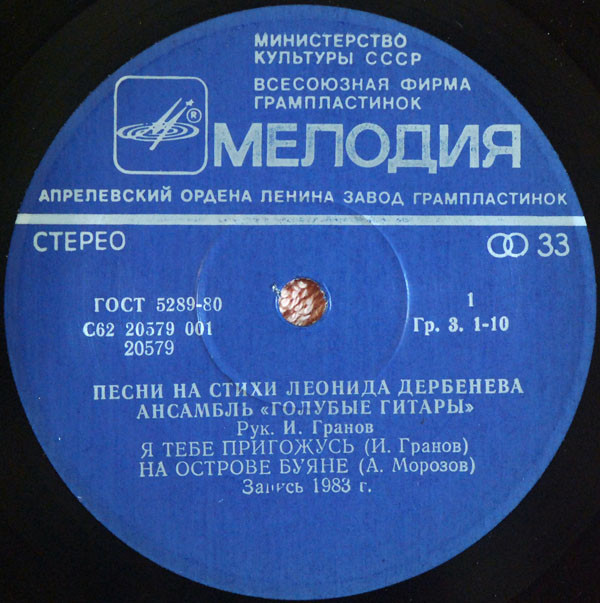 МИНИСТЕРСТВО
КУЛЬТУРЫ СССР
ВСЕСОЮЗНАЯ ФИРМА
ГРАМПЛАСТИНОК
®
МЕЛОДИЯ
АПРЕЛЕВСКИЙ ОРДЕНА ЛЕНИНА ЗАВОД ГРАМПЛАСТИНОК
СТЕРЕО
33
ГОСТ 5289-80
С62 20579 001
20579
1
Гр. 3. 1-10
ПЕСНИ НА СТИХИ ЛЕОНИДА ДЕРБЕНЕВА
АНСАМБЛЬ «ГОЛУБЫЕ ГИТАРЫ»
Рук. И. Гранов
Я ТЕБЕ ПРИГОЖУСЬ (И. Гранов)
НА ОСТРОВЕ БУЯНЕ (А. Морозов)
Запись 1983 г.